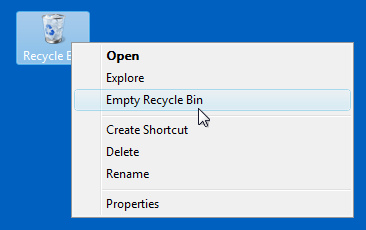 Recycle B
Open
Explore
Empty Recycle Bin
Create Shortcut
Delete
Rename
Properties